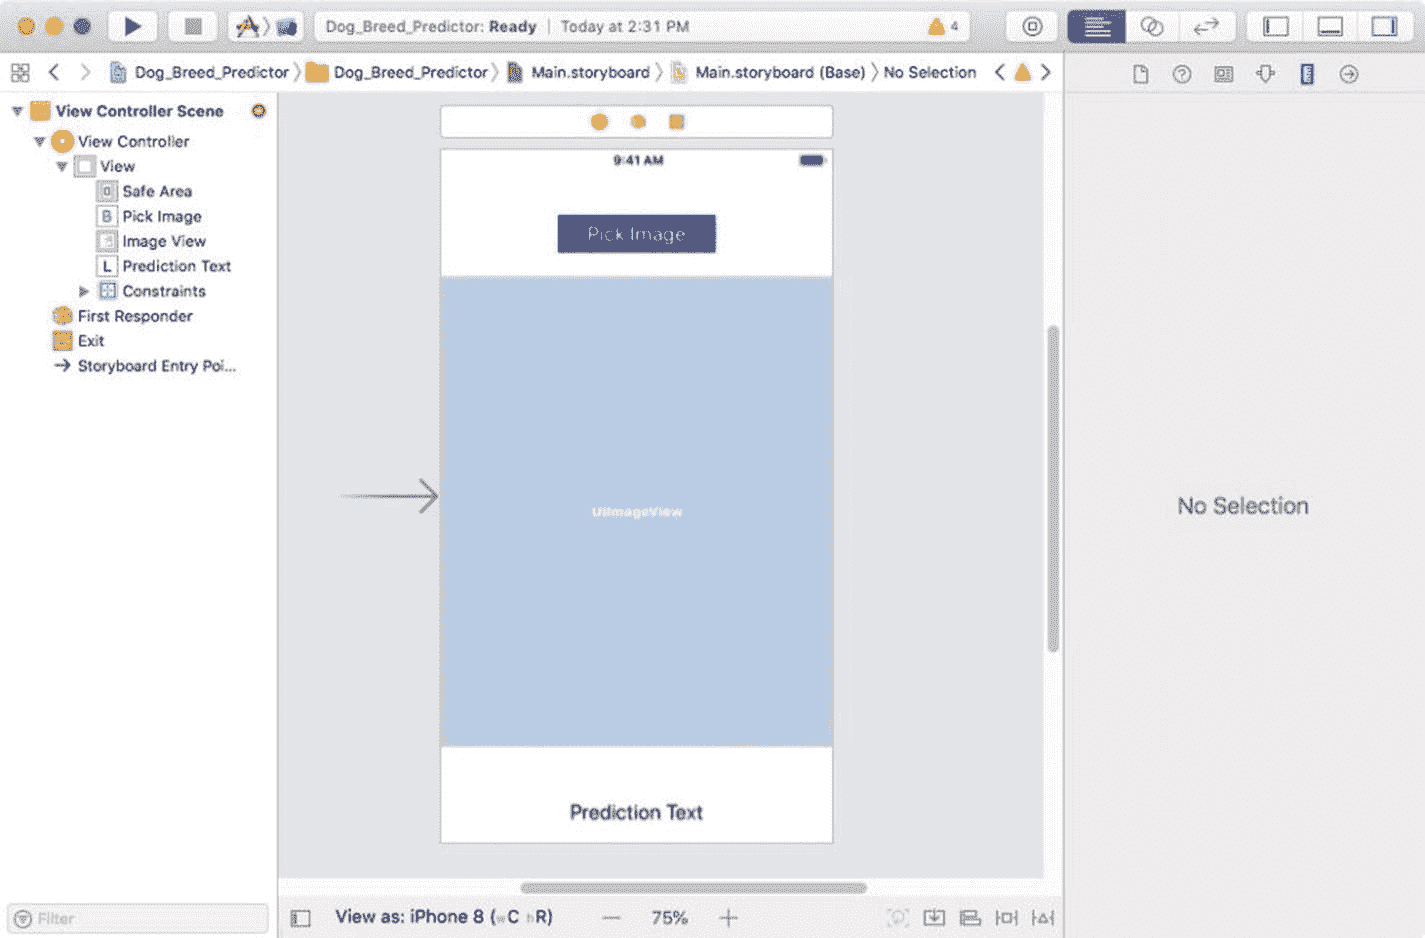 Dog_Breed_Predictor: Ready | Today at 2:31 PM 4
Dog_Breed_Predictor Dog_Breed_Predictor Main.storyboard Main.storyboard (Base) No Selection
View Controller Scene
View Controller
View
Safe Area
B Pick Image
Image View
L Prediction Text
Constraints
First Responder
Exit
Storyboard Entry Poi...
9:41 AM
Pick Image
UIImageView
Prediction Text
No Selection
Filter
View as: iPhone 8 (wC hR) 75%